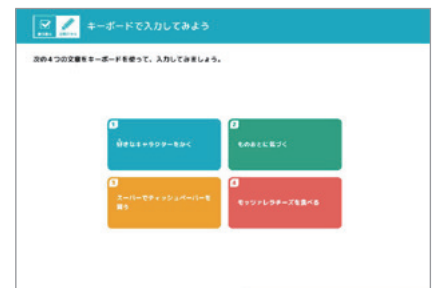 キーボードで入力してみよう
次の4つの文章をキーボードを使って、入力してみましょう。
1
好きなキャラクターをかく
2
ものおとに気づく
3
スーパーでティッシュペーパーを
買う
4
モッツァレラチーズを食べる